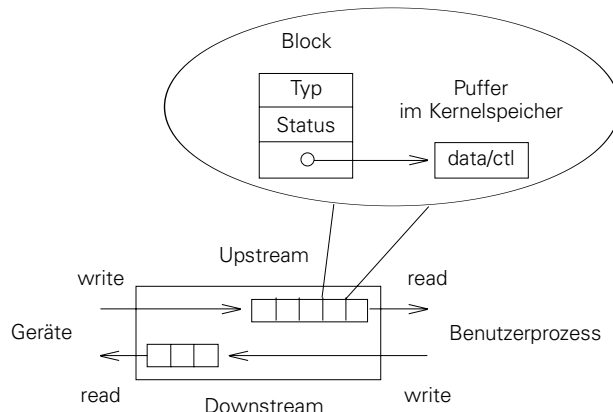 Block
Typ
Status
Puffer
im Kernelspeicher
data/ctl
Upstream
write
read
Geräte
Benutzerprozess
read
write
Downstream